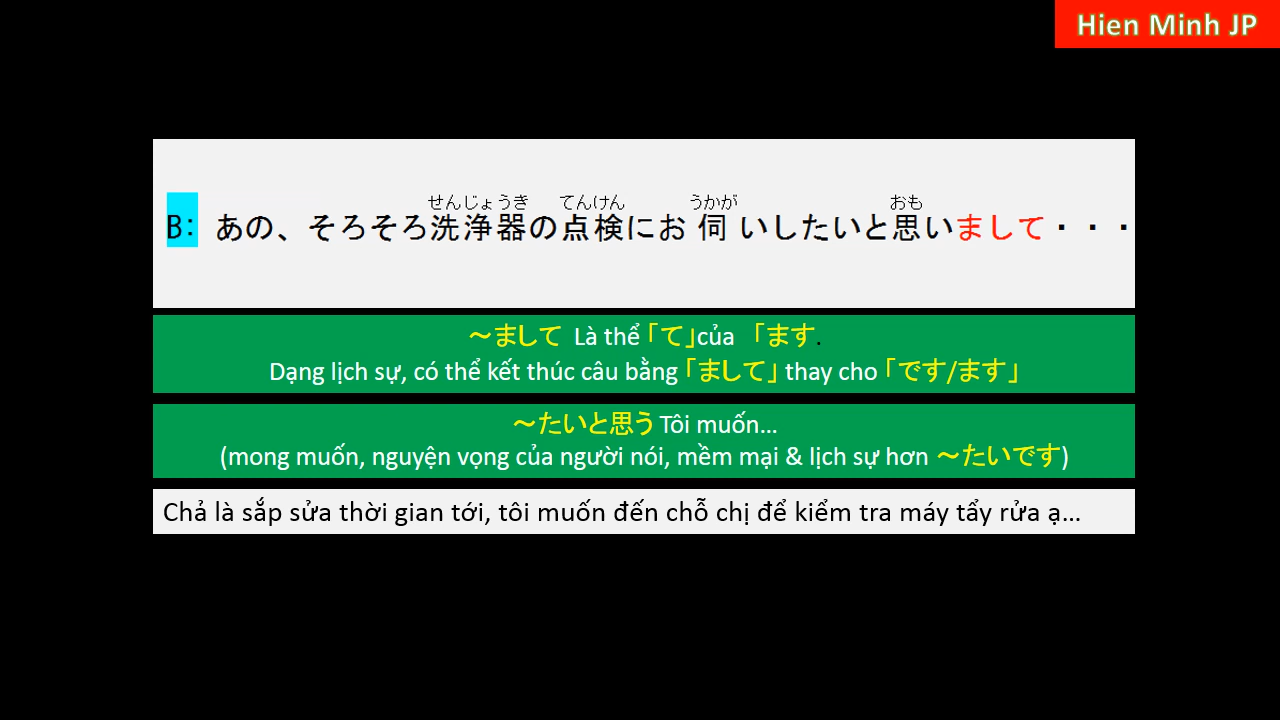 Hien Minh JP
せんじょうき てんけん うかが おも
B: あの、そろそろ洗浄器の点検にお伺いしたいと思いまして・・・
～まして Là thể「て」của 「ます.
Dạng lịch sự, có thể kết thúc câu bằng「まして」thay cho「です/ます」
～たいと思う Tôi muốn...
(mong muốn, nguyện vọng của người nói, mềm mại & lịch sự hơn ～たいです)
Chả là sắp sửa thời gian tới, tôi muốn đến chỗ chị để kiểm tra máy tẩy rửa ạ...